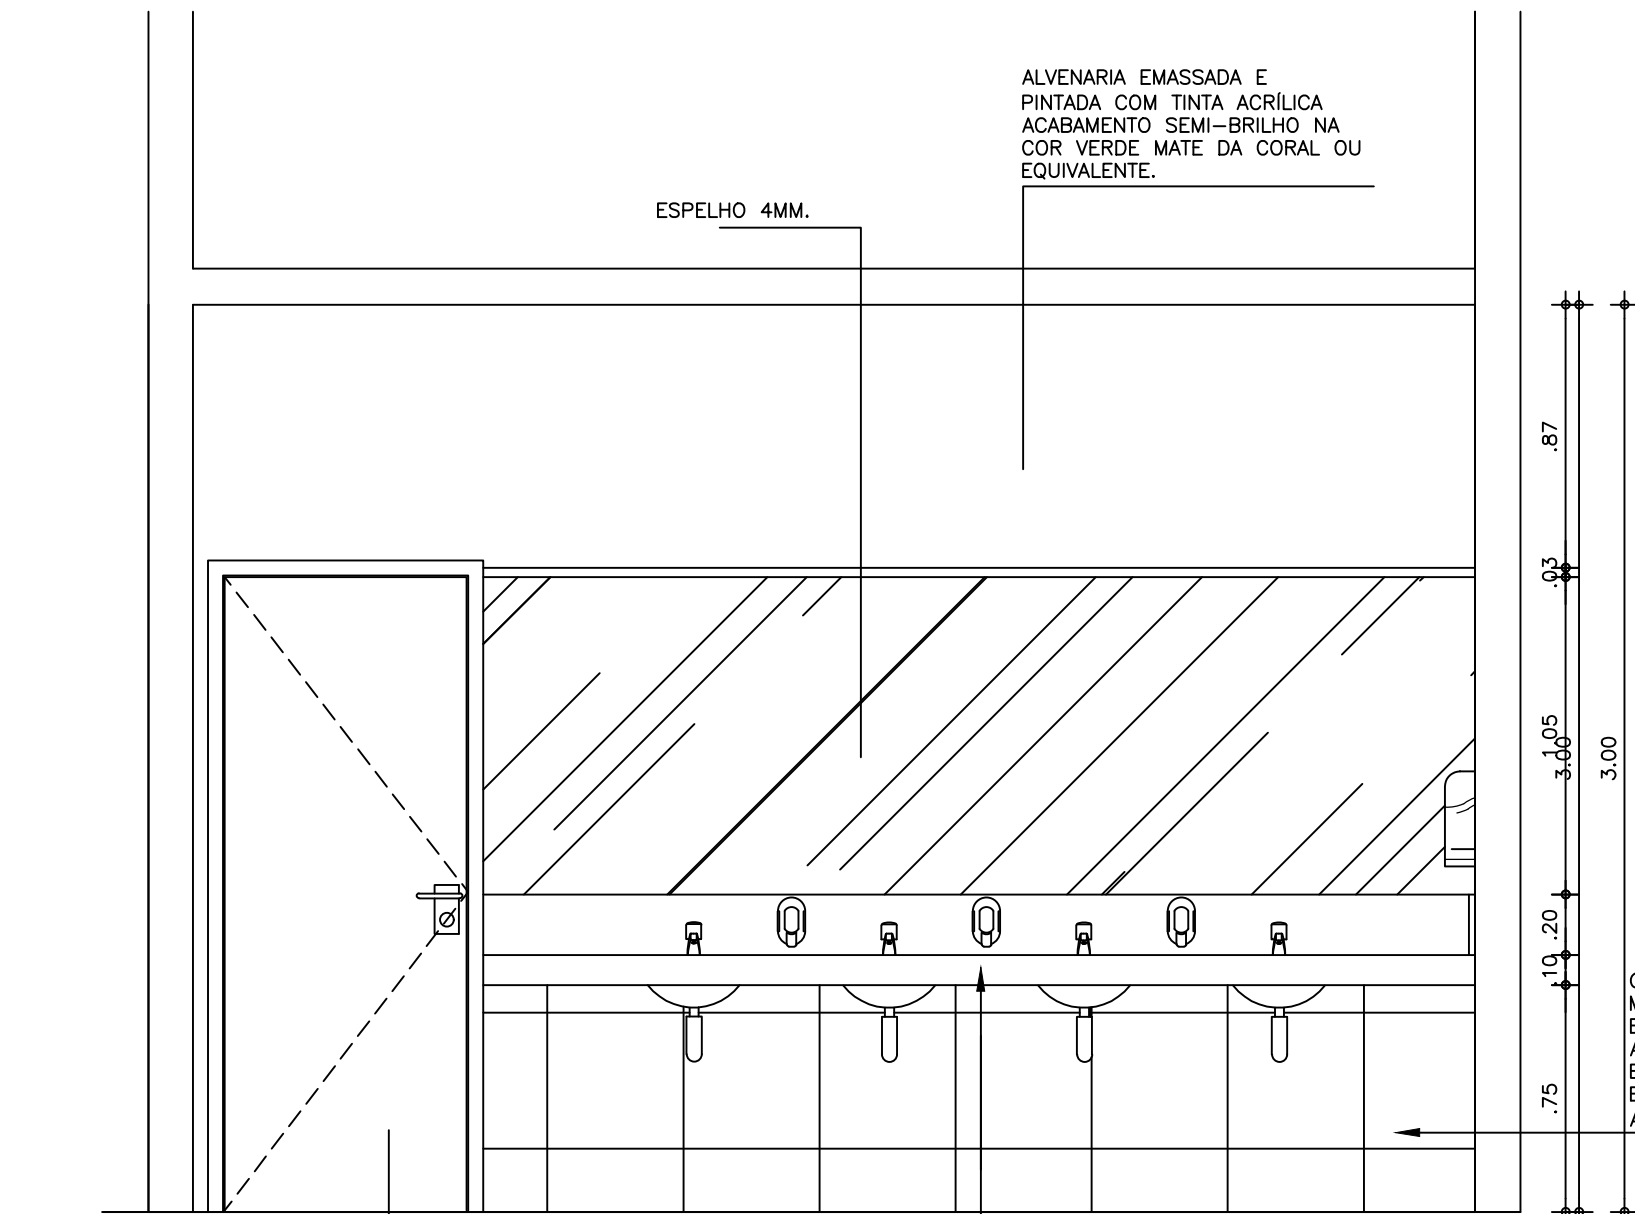 ALVENARIA EMASSADA E
PINTADA COM TINTA ACRÍLICA
ACABAMENTO SEMI-BRILHO NA
COR VERDE MATE DA CORAL OU
EQUIVALENTE.
ESPELHO 4MM.
.87
.03
1.05
3.00
3.00
.20
.10
.75